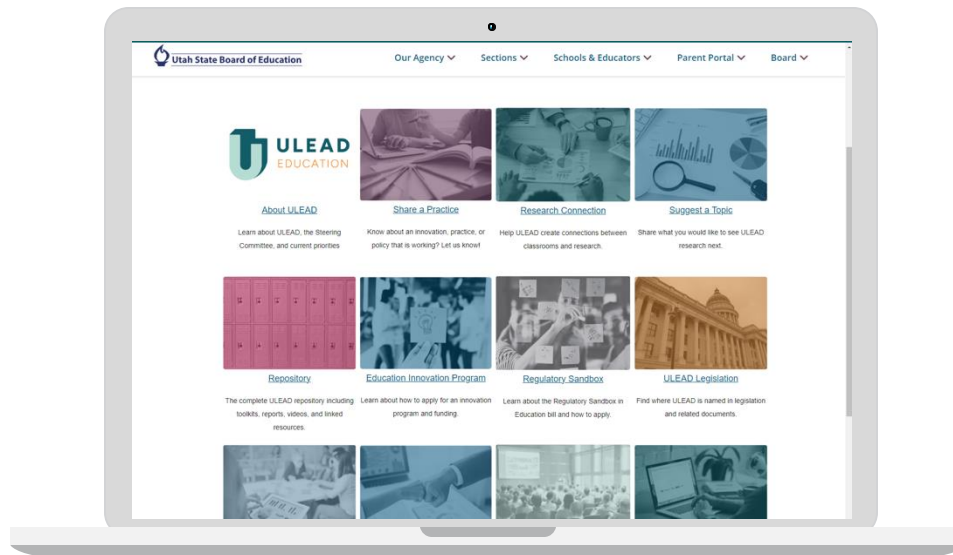 Utah State Board of Education
Our Agency
Sections
Schools & Educators
Parent Portal
Board
ULEAD
EDUCATION
About ULEAD
Learn about ULEAD, the Steering
Committee, and current priorities
Share a Practice
Know about an innovation, practice, or
policy that is working? Let us know!
Research Connection
Help ULEAD create connections between
classrooms and research.
Suggest a Topic
Share what you would like to see ULEAD
research next.
Repository
The complete ULEAD repository including
toolkits, reports, videos, and linked
resources.
Education Innovation Program
Learn about how to apply for an innovation
program and funding.
Regulatory Sandbox
Learn about the Regulatory Sandbox in
Education bill and how to apply.
ULEAD Legislation
Find where ULEAD is named in legislation
and related documents.